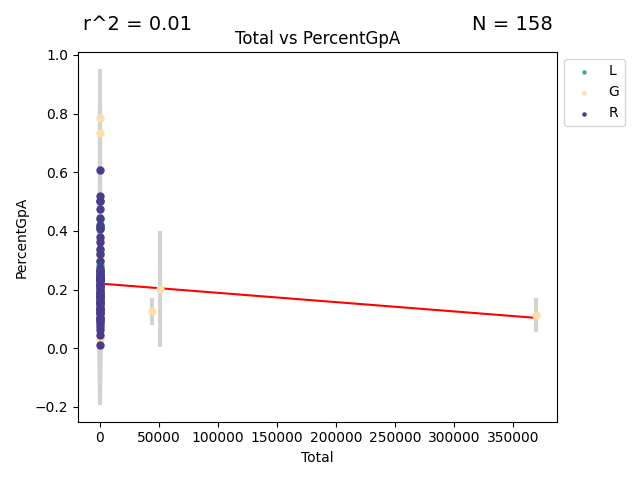 r^2 = 0.01
N = 158
Total vs PercentGpA
1.0
0.8
0.6
0.4
0.2
0.0
−0.2
PercentGpA
0 50000 100000 150000 200000 250000 300000 350000
Total
L
G
R